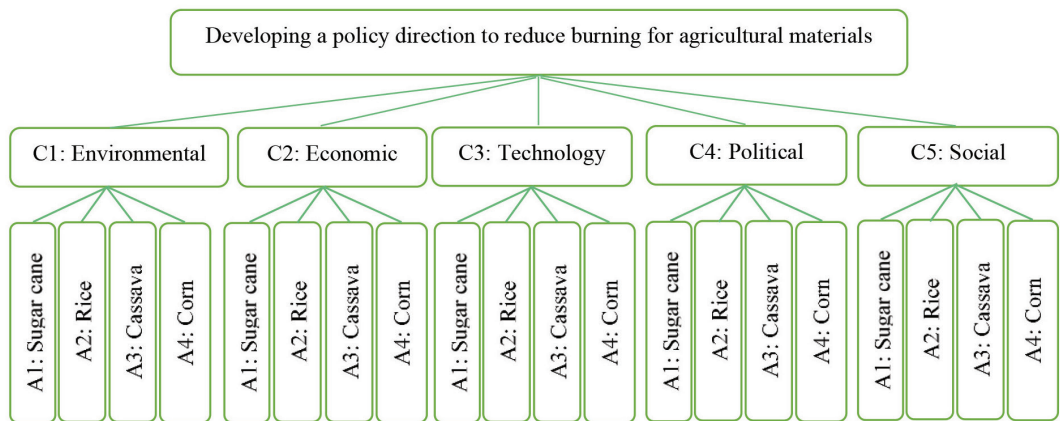 Developing a policy direction to reduce burning for agricultural materials
C1: Environmental
C2: Economic
C3: Technology
C4: Political
C5: Social
A1: Sugar cane
A2: Rice
A3: Cassava
A4: Corn
A1: Sugar cane
A2: Rice
A3: Cassava
A4: Corn
A1: Sugar cane
A2: Rice
A3: Cassava
A4: Corn
A1: Sugar cane
A2: Rice
A3: Cassava
A4: Corn
A1: Sugar cane
A2: Rice
A3: Cassava
A4: Corn